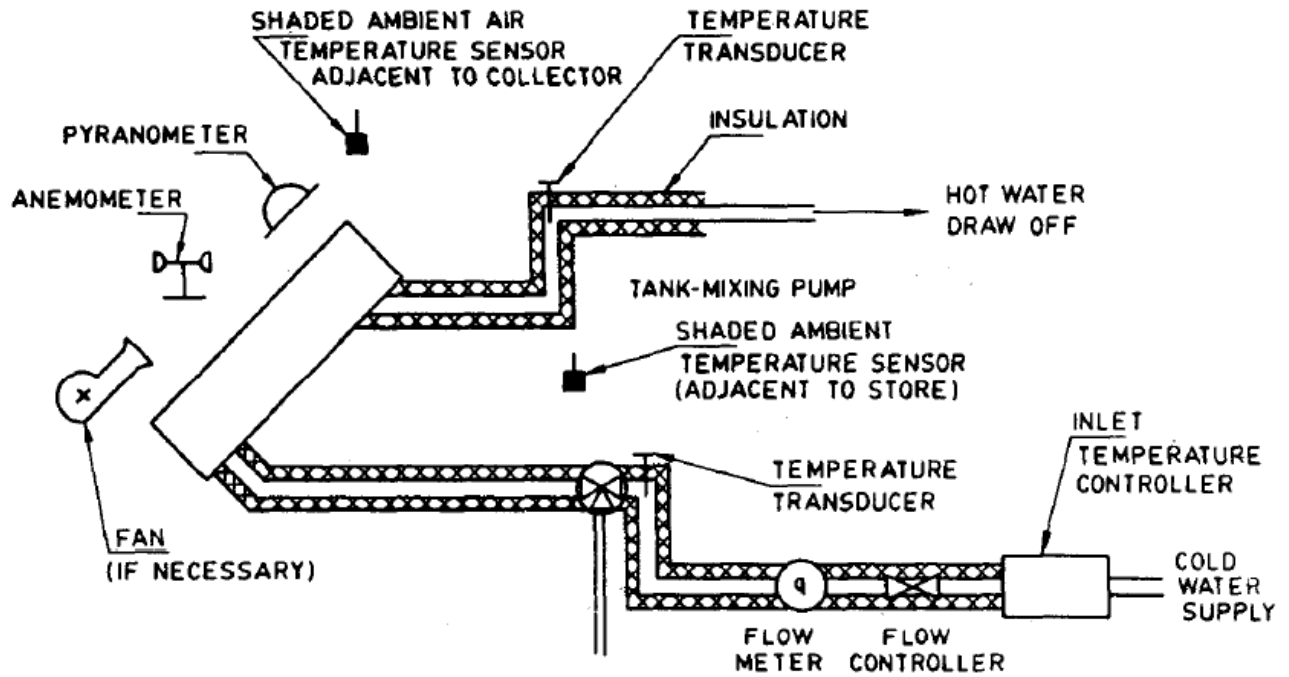 SHADED AMBIENT AIR
TEMPERATURE SENSOR
ADJACENT TO COLLECTOR
TEMPERATURE
TRANSDUCER
PYRANOMETER
INSULATION
ANEMOMETER
HOT WATER
DRAW OFF
TANK-MIXING PUMP
SHADED AMBIENT
TEMPERATURE SENSOR
(ADJACENT TO STORE)
INLET
TEMPERATURE
CONTROLLER
TEMPERATURE
TRANSDUCER
FAN
(IF NECESSARY)
COLD
WATER
SUPPLY
q
FLOW
METER
FLOW
CONTROLLER